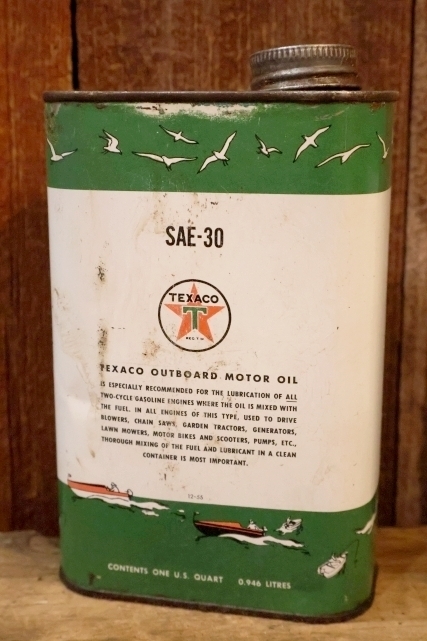 SAE-30
TEXACO
T
REG. T.M.
TEXACO OUTBOARD MOTOR OIL
IS ESPECIALLY RECOMMENDED FOR THE LUBRICATION OF ALL
TWO-CYCLE GASOLINE ENGINES WHERE THE OIL IS MIXED WITH
THE FUEL. IN ALL ENGINES OF THIS TYPE, USED TO DRIVE
BLOWERS, CHAIN SAWS, GARDEN TRACTORS, GENERATORS,
LAWN MOWERS, MOTOR BIKES AND SCOOTERS, PUMPS, ETC.,
THOROUGH MIXING OF THE FUEL AND LUBRICANT IN A CLEAN
CONTAINER IS MOST IMPORTANT.
CONTENTS ONE U.S. QUART 0.946 LITRES